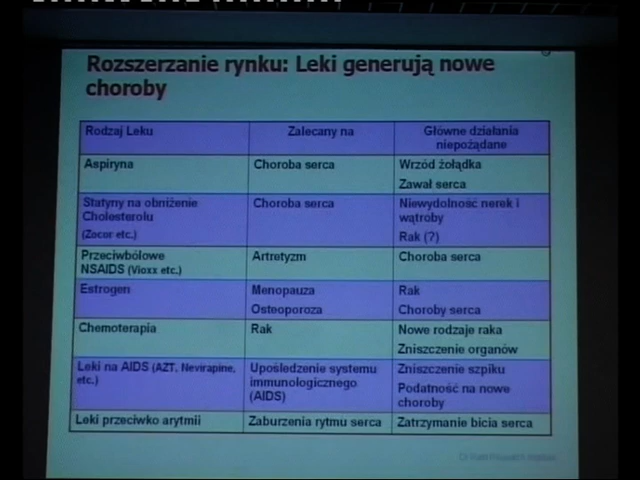 Rozszerzanie rynku: Leki generują nowe
choroby
Rodzaj Leku
Zalecany na
Główne działania
niepożądane
Aspiryna
Choroba serca
Wrzód żołądka
Zawał serca
Statyny na obniżenie
Cholesterolu
(Zocor etc.)
Choroba serca
Niewydolność nerek i
wątroby
Rak (?)
Przeciwbólowe
NSAIDS (Vioxx etc.)
Artretyzm
Choroba serca
Estrogen
Menopauza
Osteoporoza
Rak
Choroby serca
Chemoterapia
Rak
Nowe rodzaje raka
Zniszczenie organów
Leki na AIDS (AZT, Nevirapine,
etc.)
Upośledzenie systemu
immunologicznego
(AIDS)
Zniszczenie szpiku
Podatność na nowe
choroby
Leki przeciwko arytmii
Zaburzenia rytmu serca
Zatrzymanie bicia serca